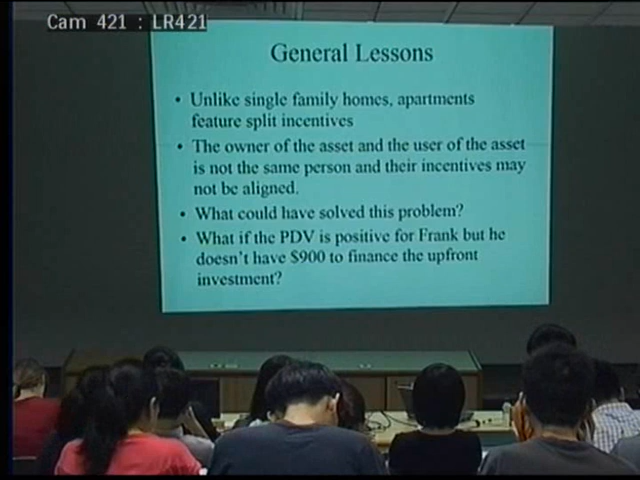 Cam 421 : LR421
General Lessons
• Unlike single family homes, apartments
feature split incentives
• The owner of the asset and the user of the asset
is not the same person and their incentives may
not be aligned.
• What could have solved this problem?
• What if the PDV is positive for Frank but he
doesn't have $900 to finance the upfront
investment?